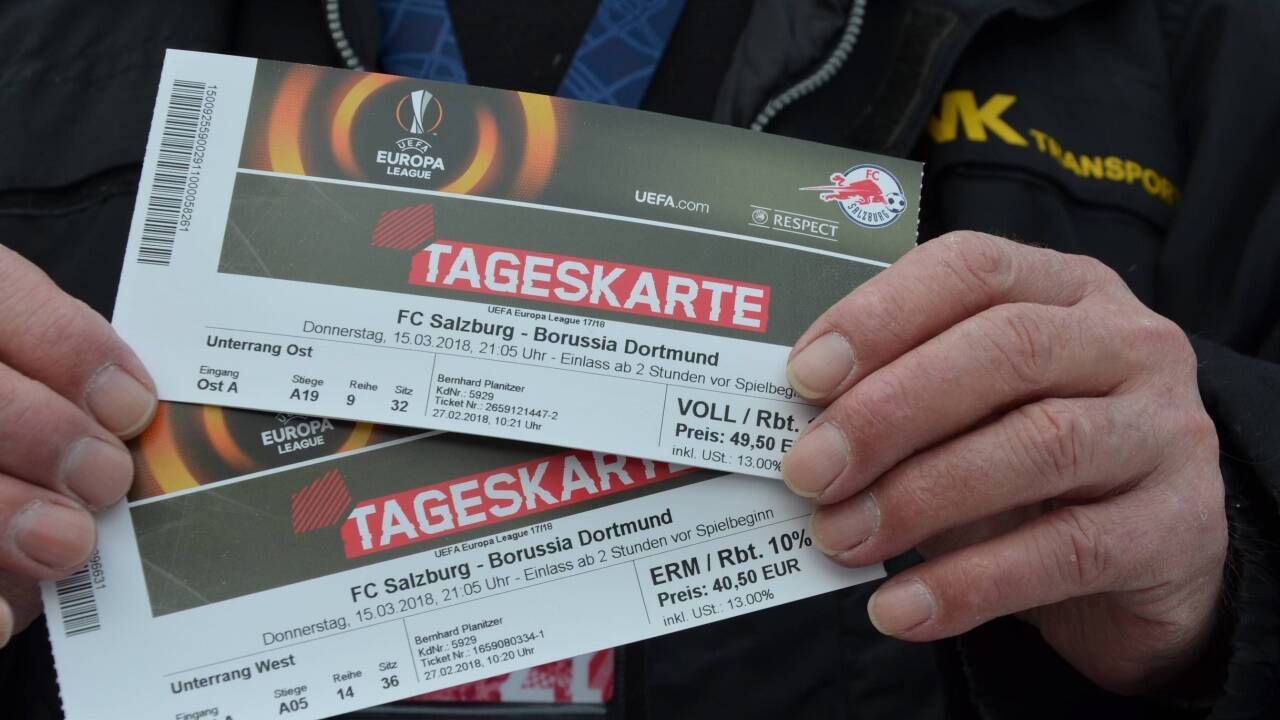 15009255900291100005826​1
UEFA
EUROPA
LEAGUE
UEFA.com
RESPECT
FC
SALZBURG
MK TRANSPORT
TAGESKARTE
UEFA Europa League 17/18
FC Salzburg - Borussia Dortmund
Donnerstag, 15.03.2018, 21:05 Uhr - Einlass ab 2 Stunden vor
Unterrang Ost
Eingang Stiege Reihe Sitz
Ost A A19 9 32
Bernhard Planitzer
KdNr.: 5929
Ticket Nr.: 2659121447-2
27.02.2018, 10:21 Uhr
VOLL / Rbt.
Preis: 49,50
inkl. USt.: 13.00%
EUROPA
LEAGUE
TAGESKARTE
UEFA Europa League 17/18
FC Salzburg - Borussia Dortmund
Donnerstag, 15.03.2018, 21:05 Uhr - Einlass ab 2 Stunden vor Spielbeginn
Unterrang West
Eingang Stiege Reihe Sitz
A05 14 36
Bernhard Planitzer
KdNr.: 5929
Ticket Nr.: 1659080334-1
27.02.2018, 10:20 Uhr
ERM / Rbt. 10%
Preis: 40,50 EUR
inkl. USt.: 13.00%